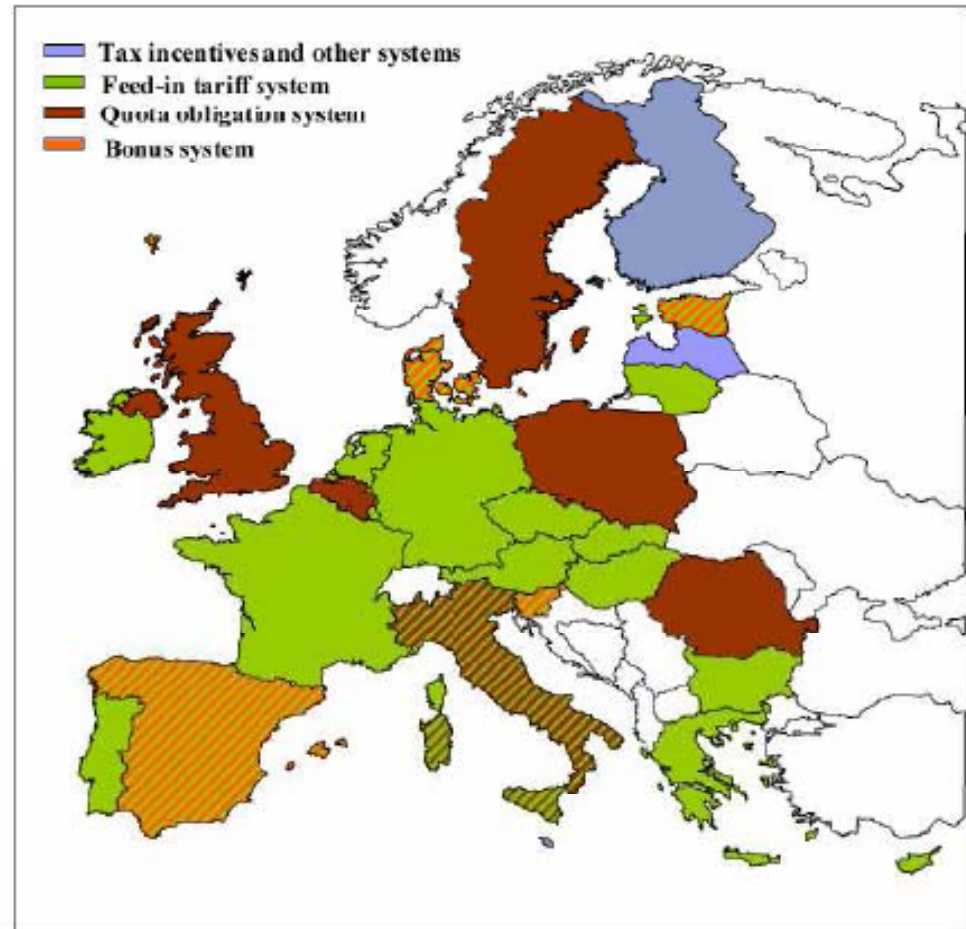 Tax incentives and other systems
Feed-in tariff system
Quota obligation system
Bonus system